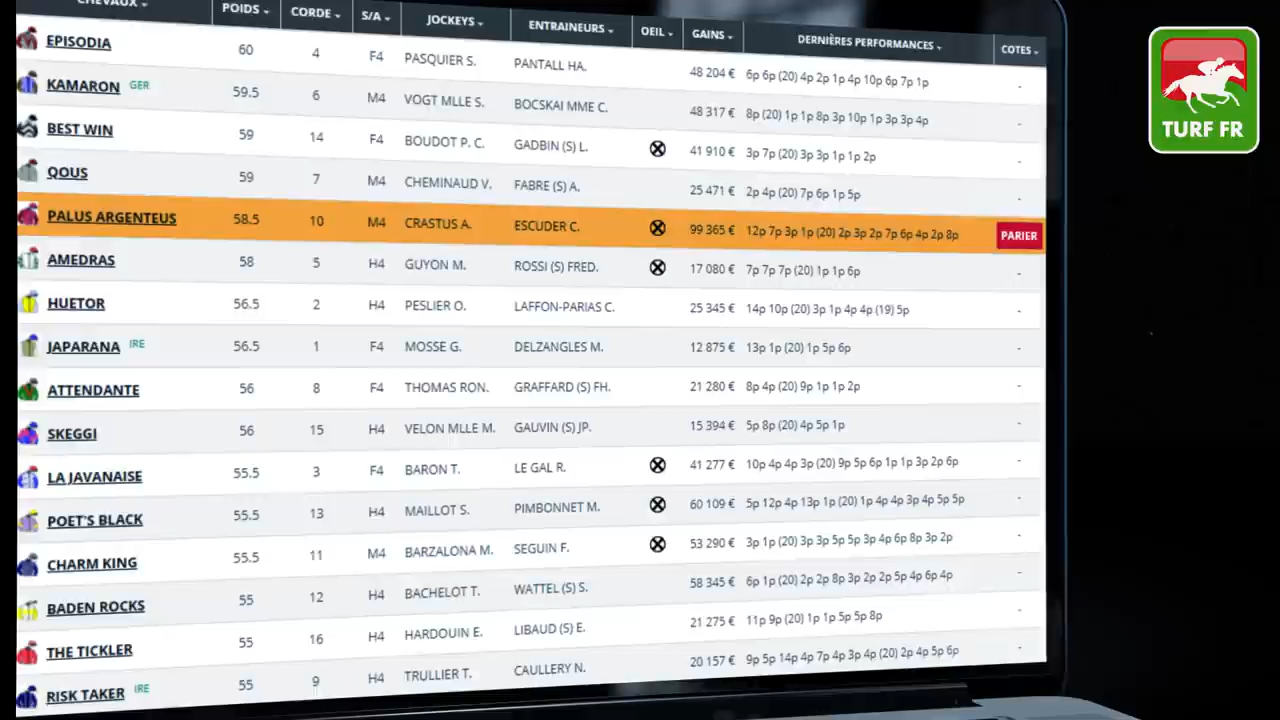 CHEVAUX POIDS CORDE S/A JOCKEYS ENTRAINEURS OEIL GAINS DERNIÈRES PERFORMANCES COTES
EPISODIA 60 4 F4 PASQUIER S. PANTALL HA. 48 204 € 6p 6p (20) 4p 2p 1p 4p 10p 6p 7p 1p -
KAMARON GER 59.5 6 M4 VOGT MLLE S. BOCSKAI MME C. 48 317 € 8p (20) 1p 1p 8p 3p 10p 1p 3p 3p 4p -
BEST WIN 59 14 F4 BOUDOT P. C. GADBIN (S) L. 41 910 € 3p 7p (20) 3p 3p 1p 1p 2p -
QOUS 59 7 M4 CHEMINAUD V. FABRE (S) A. 25 471 € 2p 4p (20) 7p 6p 1p 5p -
PALUS ARGENTEUS 58.5 10 M4 CRASTUS A. ESCUDER C. 99 365 € 12p 7p 3p 1p (20) 2p 3p 2p 7p 6p 4p 2p 8p PARIER
AMEDRAS 58 5 H4 GUYON M. ROSSI (S) FRED. 17 080 € 7p 7p 7p (20) 1p 1p 6p -
HUETOR 56.5 2 H4 PESLIER O. LAFFON-PARIAS C. 25 345 € 14p 10p (20) 3p 1p 4p 4p (19) 5p -
JAPARANA IRE 56.5 1 F4 MOSSE G. DELZANGLES M. 12 875 € 13p 1p (20) 1p 5p 6p -
ATTENDANTE 56 8 F4 THOMAS RON. GRAFFARD (S) FH. 21 280 € 8p 4p (20) 9p 1p 1p 2p -
SKEGGI 56 15 H4 VELON MLLE M. GAUVIN (S) JP. 15 394 € 5p 8p (20) 4p 5p 1p -
LA JAVANAISE 55.5 3 F4 BARON T. LE GAL R. 41 277 € 10p 4p 4p 3p (20) 9p 5p 6p 1p 1p 3p 2p 6p -
POET'S BLACK 55.5 13 H4 MAILLOT S. PIMBONNET M. 60 109 € 5p 12p 4p 13p 1p (20) 1p 4p 4p 3p 4p 5p 5p -
CHARM KING 55.5 11 M4 BARZALONA M. SEGUIN F. 53 290 € 3p 1p (20) 3p 3p 5p 5p 3p 4p 6p 8p 3p 2p -
BADEN ROCKS 55 12 H4 BACHELOT T. WATTEL (S) S. 58 345 € 6p 1p (20) 2p 2p 8p 3p 2p 2p 5p 4p 6p 4p -
THE TICKLER 55 16 H4 HARDOUIN E. LIBAUD (S) E. 21 275 € 11p 9p (20) 1p 1p 5p 5p 8p -
RISK TAKER IRE 55 9 H4 TRULLIER T. CAULLERY N. 20 157 € 9p 5p 14p 4p 7p 4p 3p 4p (20) 2p 4p 5p 6p -
TURF FR